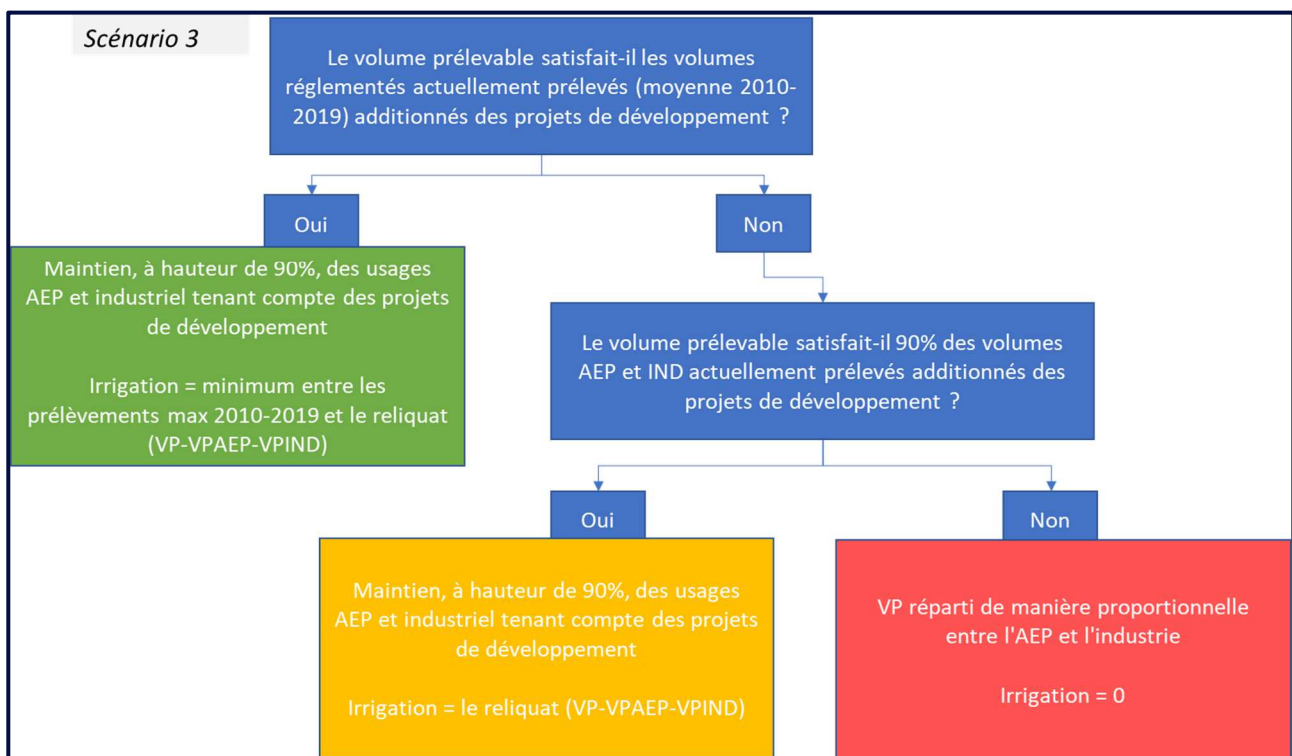 Scénario 3
Le volume prélevable satisfait-il les volumes
réglementés actuellement prélevés (moyenne 2010-
2019) additionnés des projets de développement ?
Oui
Non
Maintien, à hauteur de 90%, des usages
AEP et industriel tenant compte des projets
de développement
Irrigation = minimum entre les
prélèvements max 2010-2019 et le reliquat
(VP-VPAEP-VPIND)
Le volume prélevable satisfait-il 90% des volumes
AEP et IND actuellement prélevés additionnés des
projets de développement ?
Oui
Non
Maintien, à hauteur de 90%, des usages
AEP et industriel tenant compte des projets
de développement
Irrigation = le reliquat (VP-VPAEP-VPIND)
VP réparti de manière proportionnelle
entre l'AEP et l'industrie
Irrigation = 0